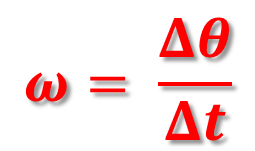 ω = Δθ / Δt